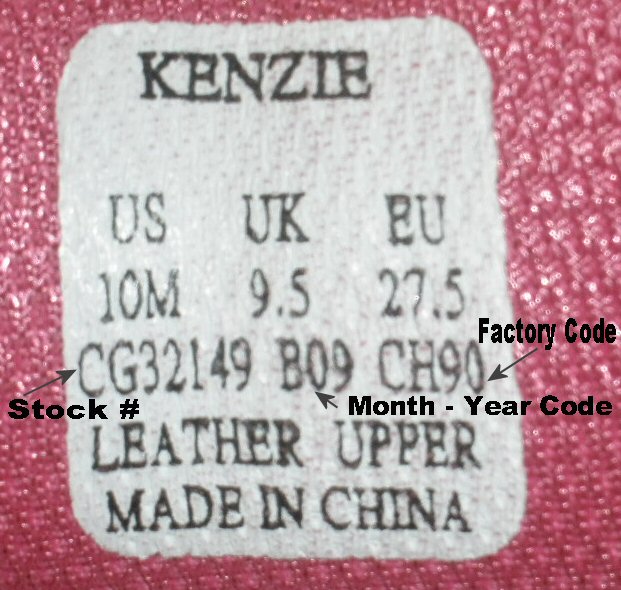 KENZIE
US UK EU
10M 9.5 27.5
Factory Code
CG32149 B09 CH90
Stock # Month - Year Code
LEATHER UPPER
MADE IN CHINA